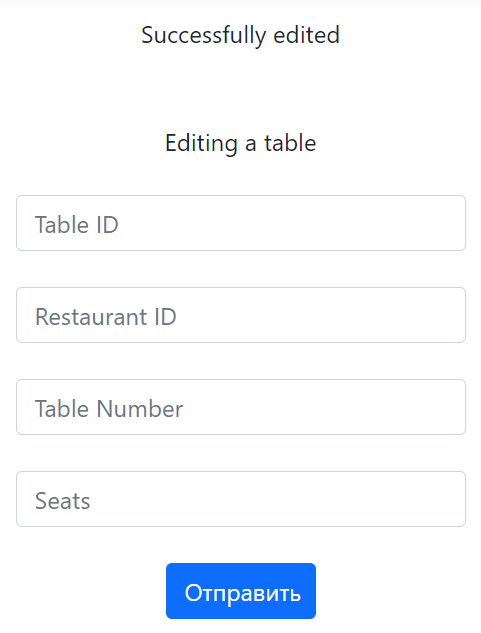 Successfully edited
Editing a table
Table ID
Restaurant ID
Table Number
Seats
Отправить